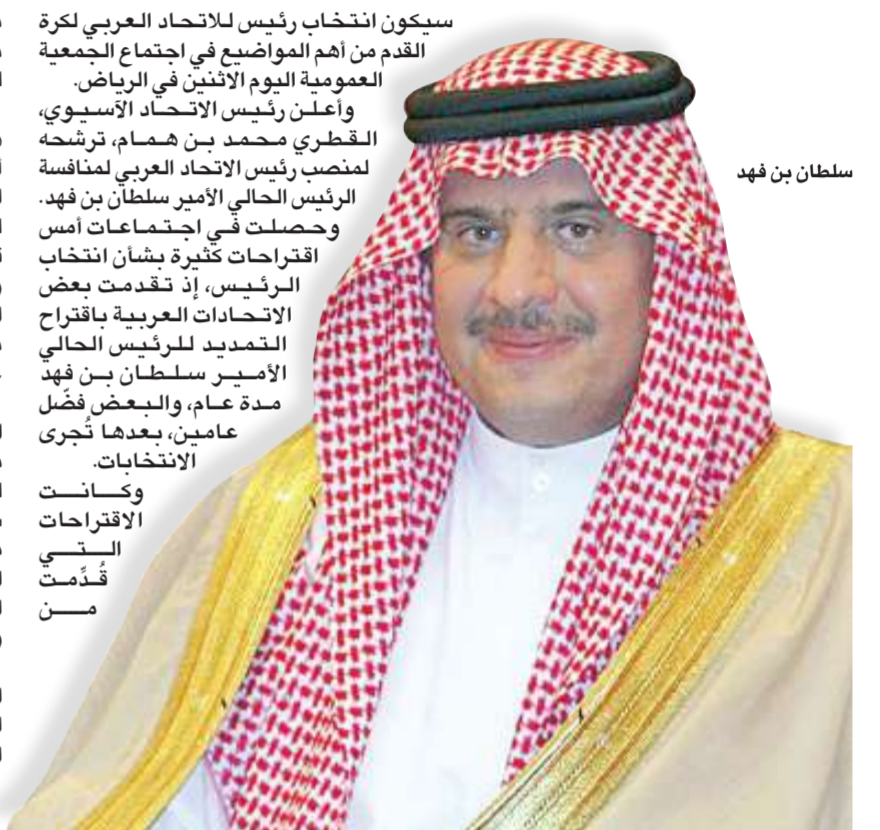 سيكون انتخاب رئيس للاتحاد العربي لكرة
القدم من أهم المواضيع في اجتماع الجمعية
العمومية اليوم الاثنين في الرياض.
وأعلن رئيس الاتحاد الآسيوي،
القطري محمد بن همام، ترشحه
لمنصب رئيس الاتحاد العربي لمنافسة
الرئيس الحالي الأمير سلطان بن فهد.
وحصلت في اجتماعات أمس
اقتراحات كثيرة بشأن انتخاب
الرئيس، إذ تقدمت بعض
الاتحادات العربية باقتراح
التمديد للرئيس الحالي
الأمير سلطان بن فهد
مدة عام، والبعض فضّل
عامين، بعدها تُجرى
الانتخابات.
وكانت
الاقتراحات
التي
قُدِّمت
من
سلطان بن فهد